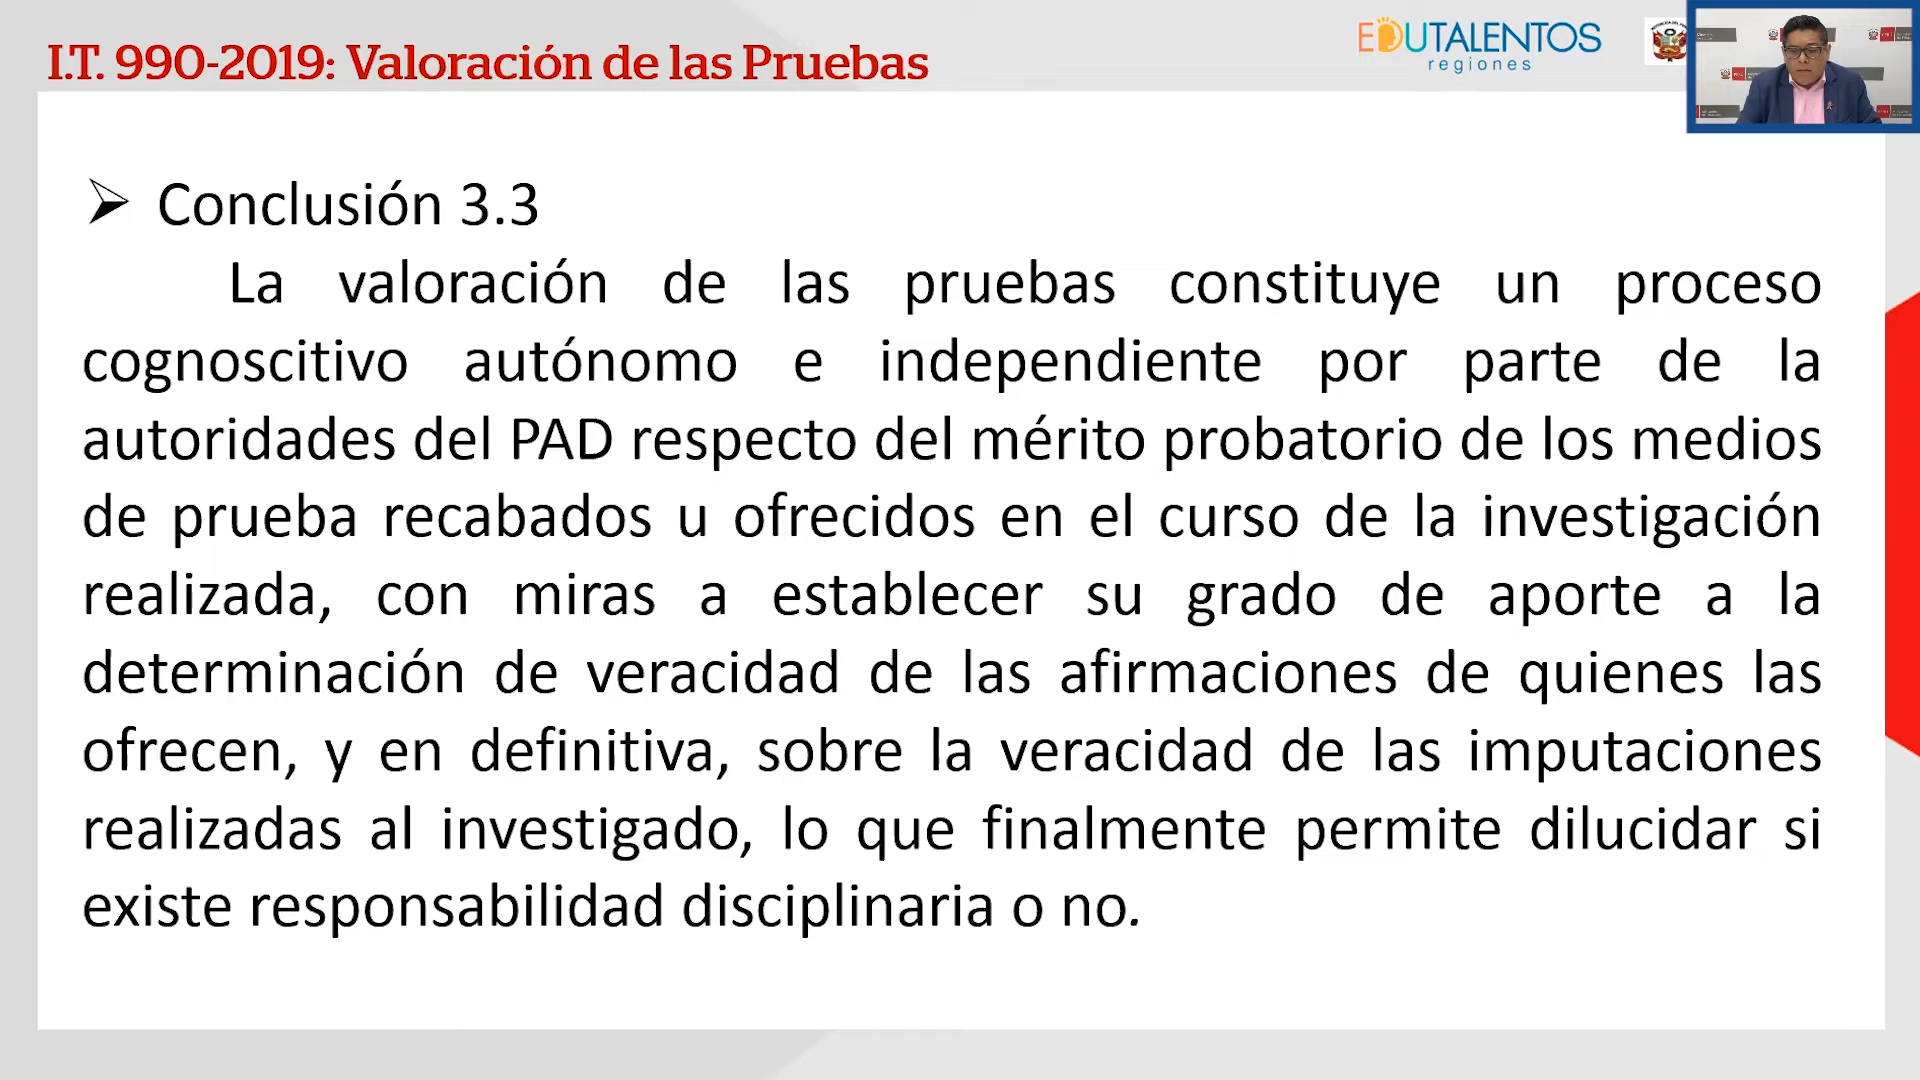 I.T. 990-2019: Valoración de las Pruebas
EDUTALENTOS
regiones
Conclusión 3.3
La valoración de las pruebas constituye un proceso
cognoscitivo autónomo e independiente por parte de la
autoridades del PAD respecto del mérito probatorio de los medios
de prueba recabados u ofrecidos en el curso de la investigación
realizada, con miras a establecer su grado de aporte a la
determinación de veracidad de las afirmaciones de quienes las
ofrecen, y en definitiva, sobre la veracidad de las imputaciones
realizadas al investigado, lo que finalmente permite dilucidar si
existe responsabilidad disciplinaria o no.